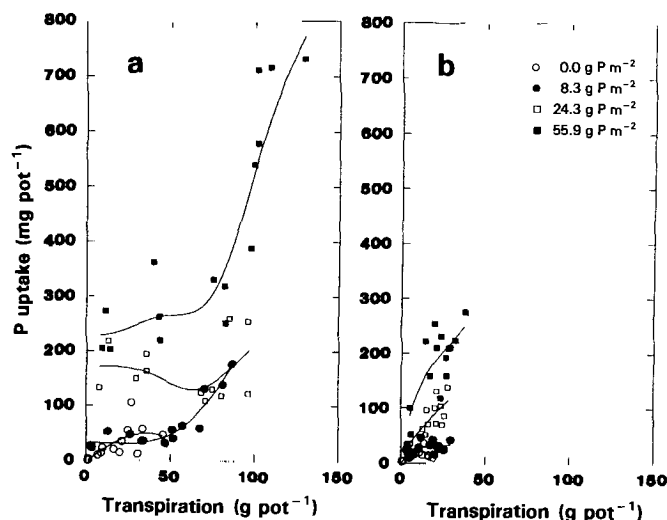 800
700
600
500
400
300
200
100
0
P uptake (mg pot⁻¹)
a
0
50
100
150
Transpiration (g pot⁻¹)
800
700
600
500
400
300
200
100
0
b
○ 0.0 g P m⁻²
● 8.3 g P m⁻²
□ 24.3 g P m⁻²
■ 55.9 g P m⁻²
0
50
100
150
Transpiration (g pot⁻¹)